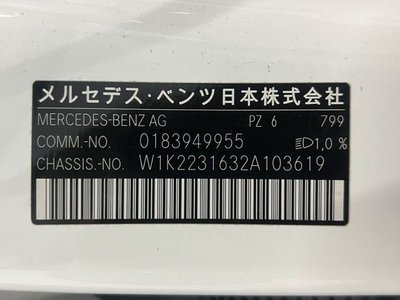 メルセデス・ベンツ日本株式会社
MERCEDES-BENZ AG PZ 6 799
COMM.-NO. 0183949955 1,0 %
CHASSIS.-NO. W1K2231632A103619